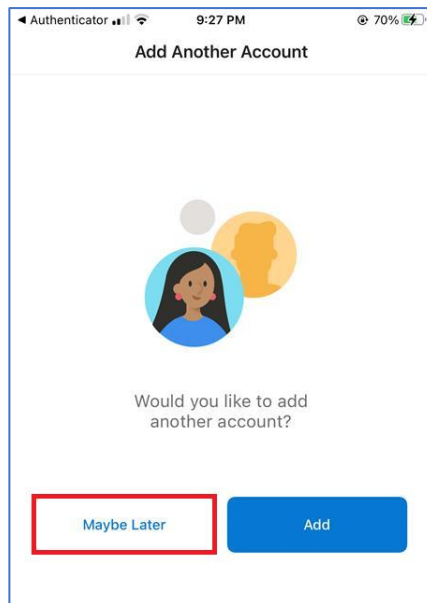 Authenticator 9:27 PM 70%
Add Another Account
Would you like to add
another account?
Maybe Later Add